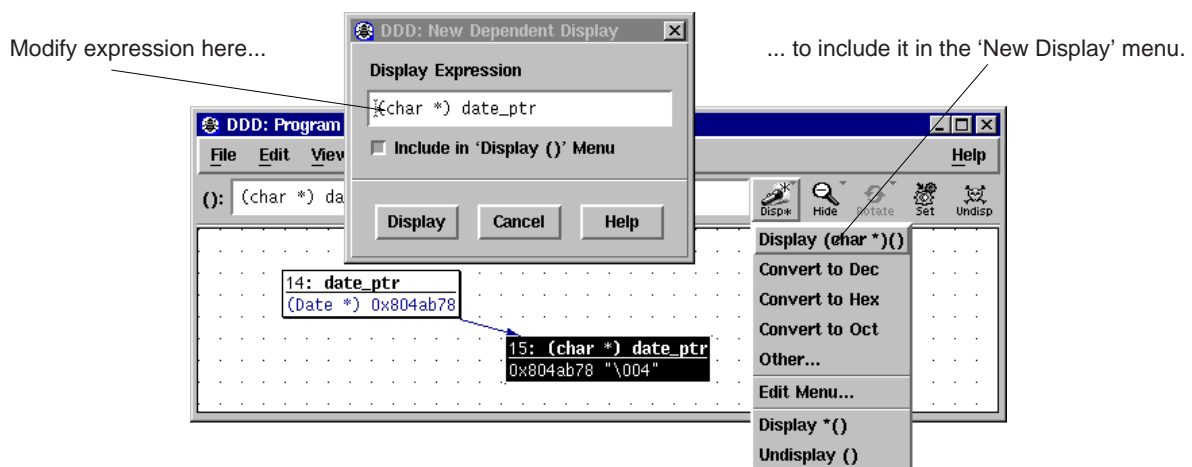 Modify expression here...
... to include it in the ‘New Display’ menu.
DDD: New Dependent Display
Display Expression
(char *) date_ptr
Include in ‘Display ()’ Menu
Display Cancel Help
DDD: Program
File Edit View Help
(): (char *) da
Disp* Hide Rotate Set Undisp
14: date_ptr
(Date *) 0x804ab78
15: (char *) date_ptr
0x804ab78 "\004"
Display (char *)()
Convert to Dec
Convert to Hex
Convert to Oct
Other...
Edit Menu...
Display *()
Undisplay ()